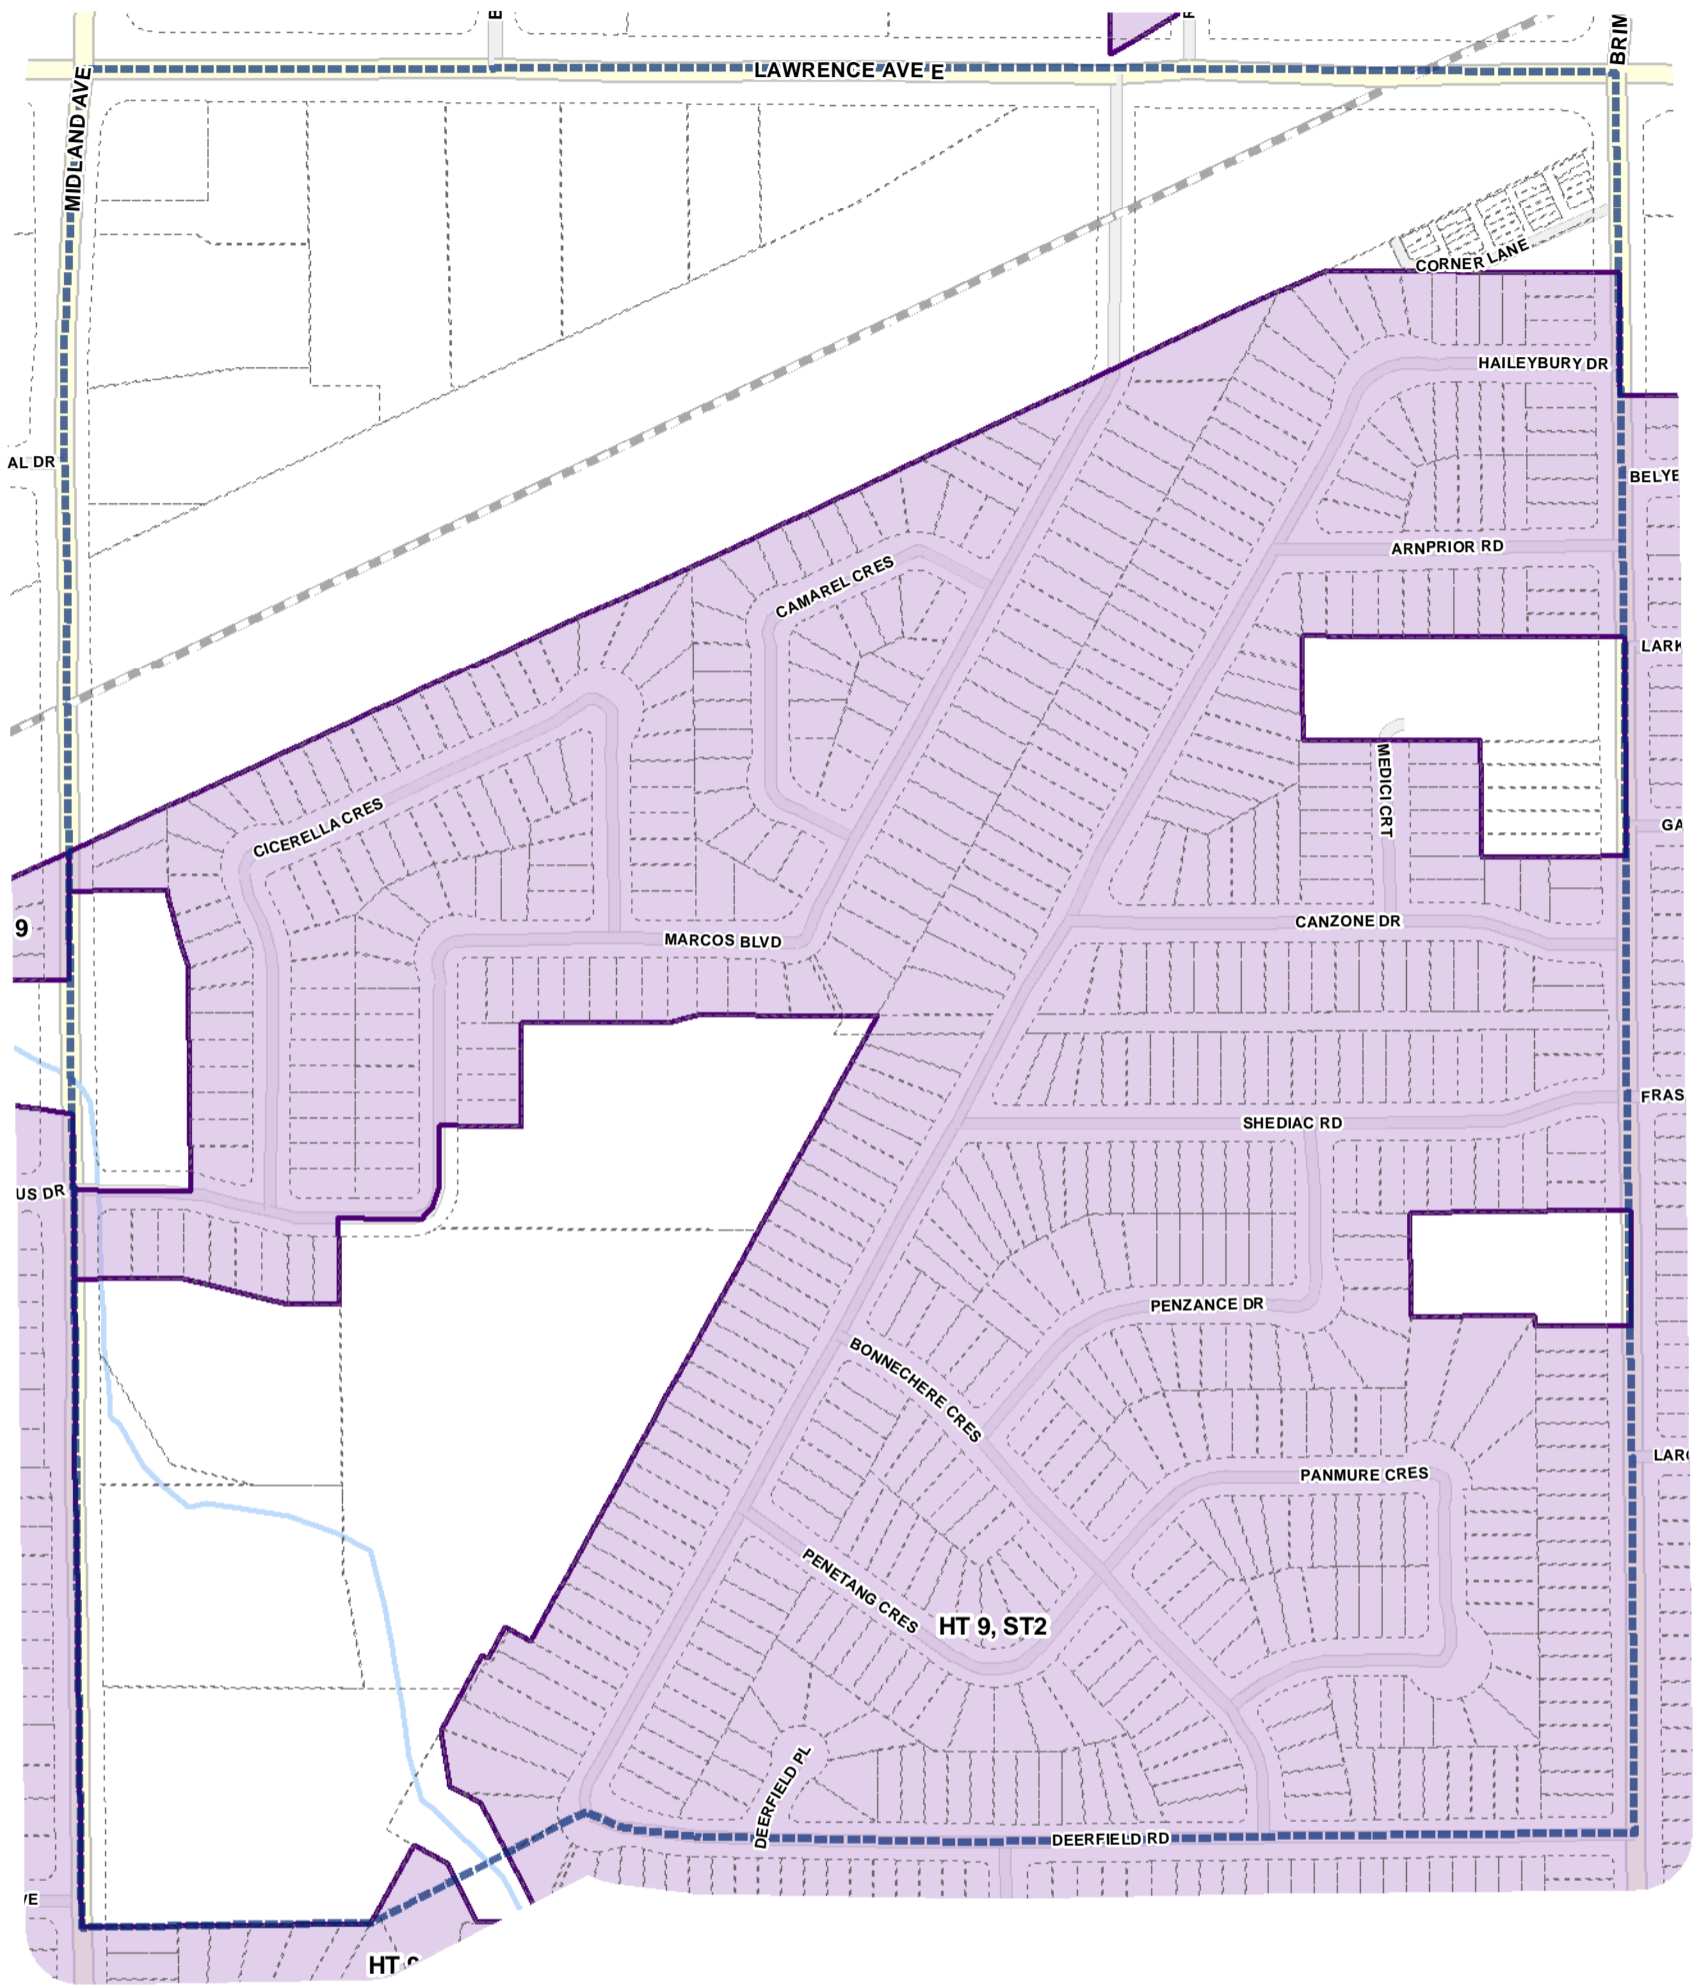 E
LAWRENCE AVE E
BRIM
MIDLAND AVE
CORNER LANE
HAILEYBURY DR
AL DR
BELYE
ARNPRIOR RD
CAMAREL CRES
LARK
MEDICI CRT
CICERELLA CRES
GA
9
MARCOS BLVD
CANZONE DR
FRAS
SHEDIAC RD
US DR
PENZANCE DR
BONNECHERE CRES
LAR
PANMURE CRES
PENETANG CRES
HT 9, ST2
DEERFIELD PL
DEERFIELD RD
VE
HT 9